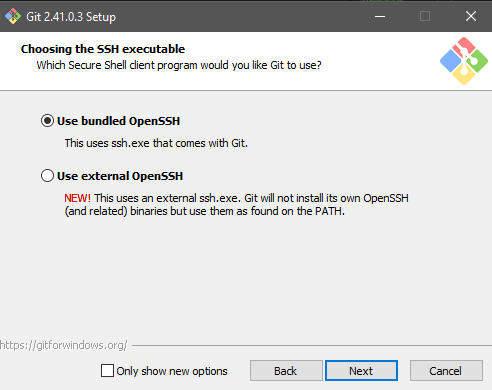 Git 2.41.0.3 Setup
Choosing the SSH executable
Which Secure Shell client program would you like Git to use?
Use bundled OpenSSH
This uses ssh.exe that comes with Git.
Use external OpenSSH
NEW! This uses an external ssh.exe. Git will not install its own OpenSSH
(and related) binaries but use them as found on the PATH.
https://gitforwindows.org/
Only show new options
Back
Next
Cancel